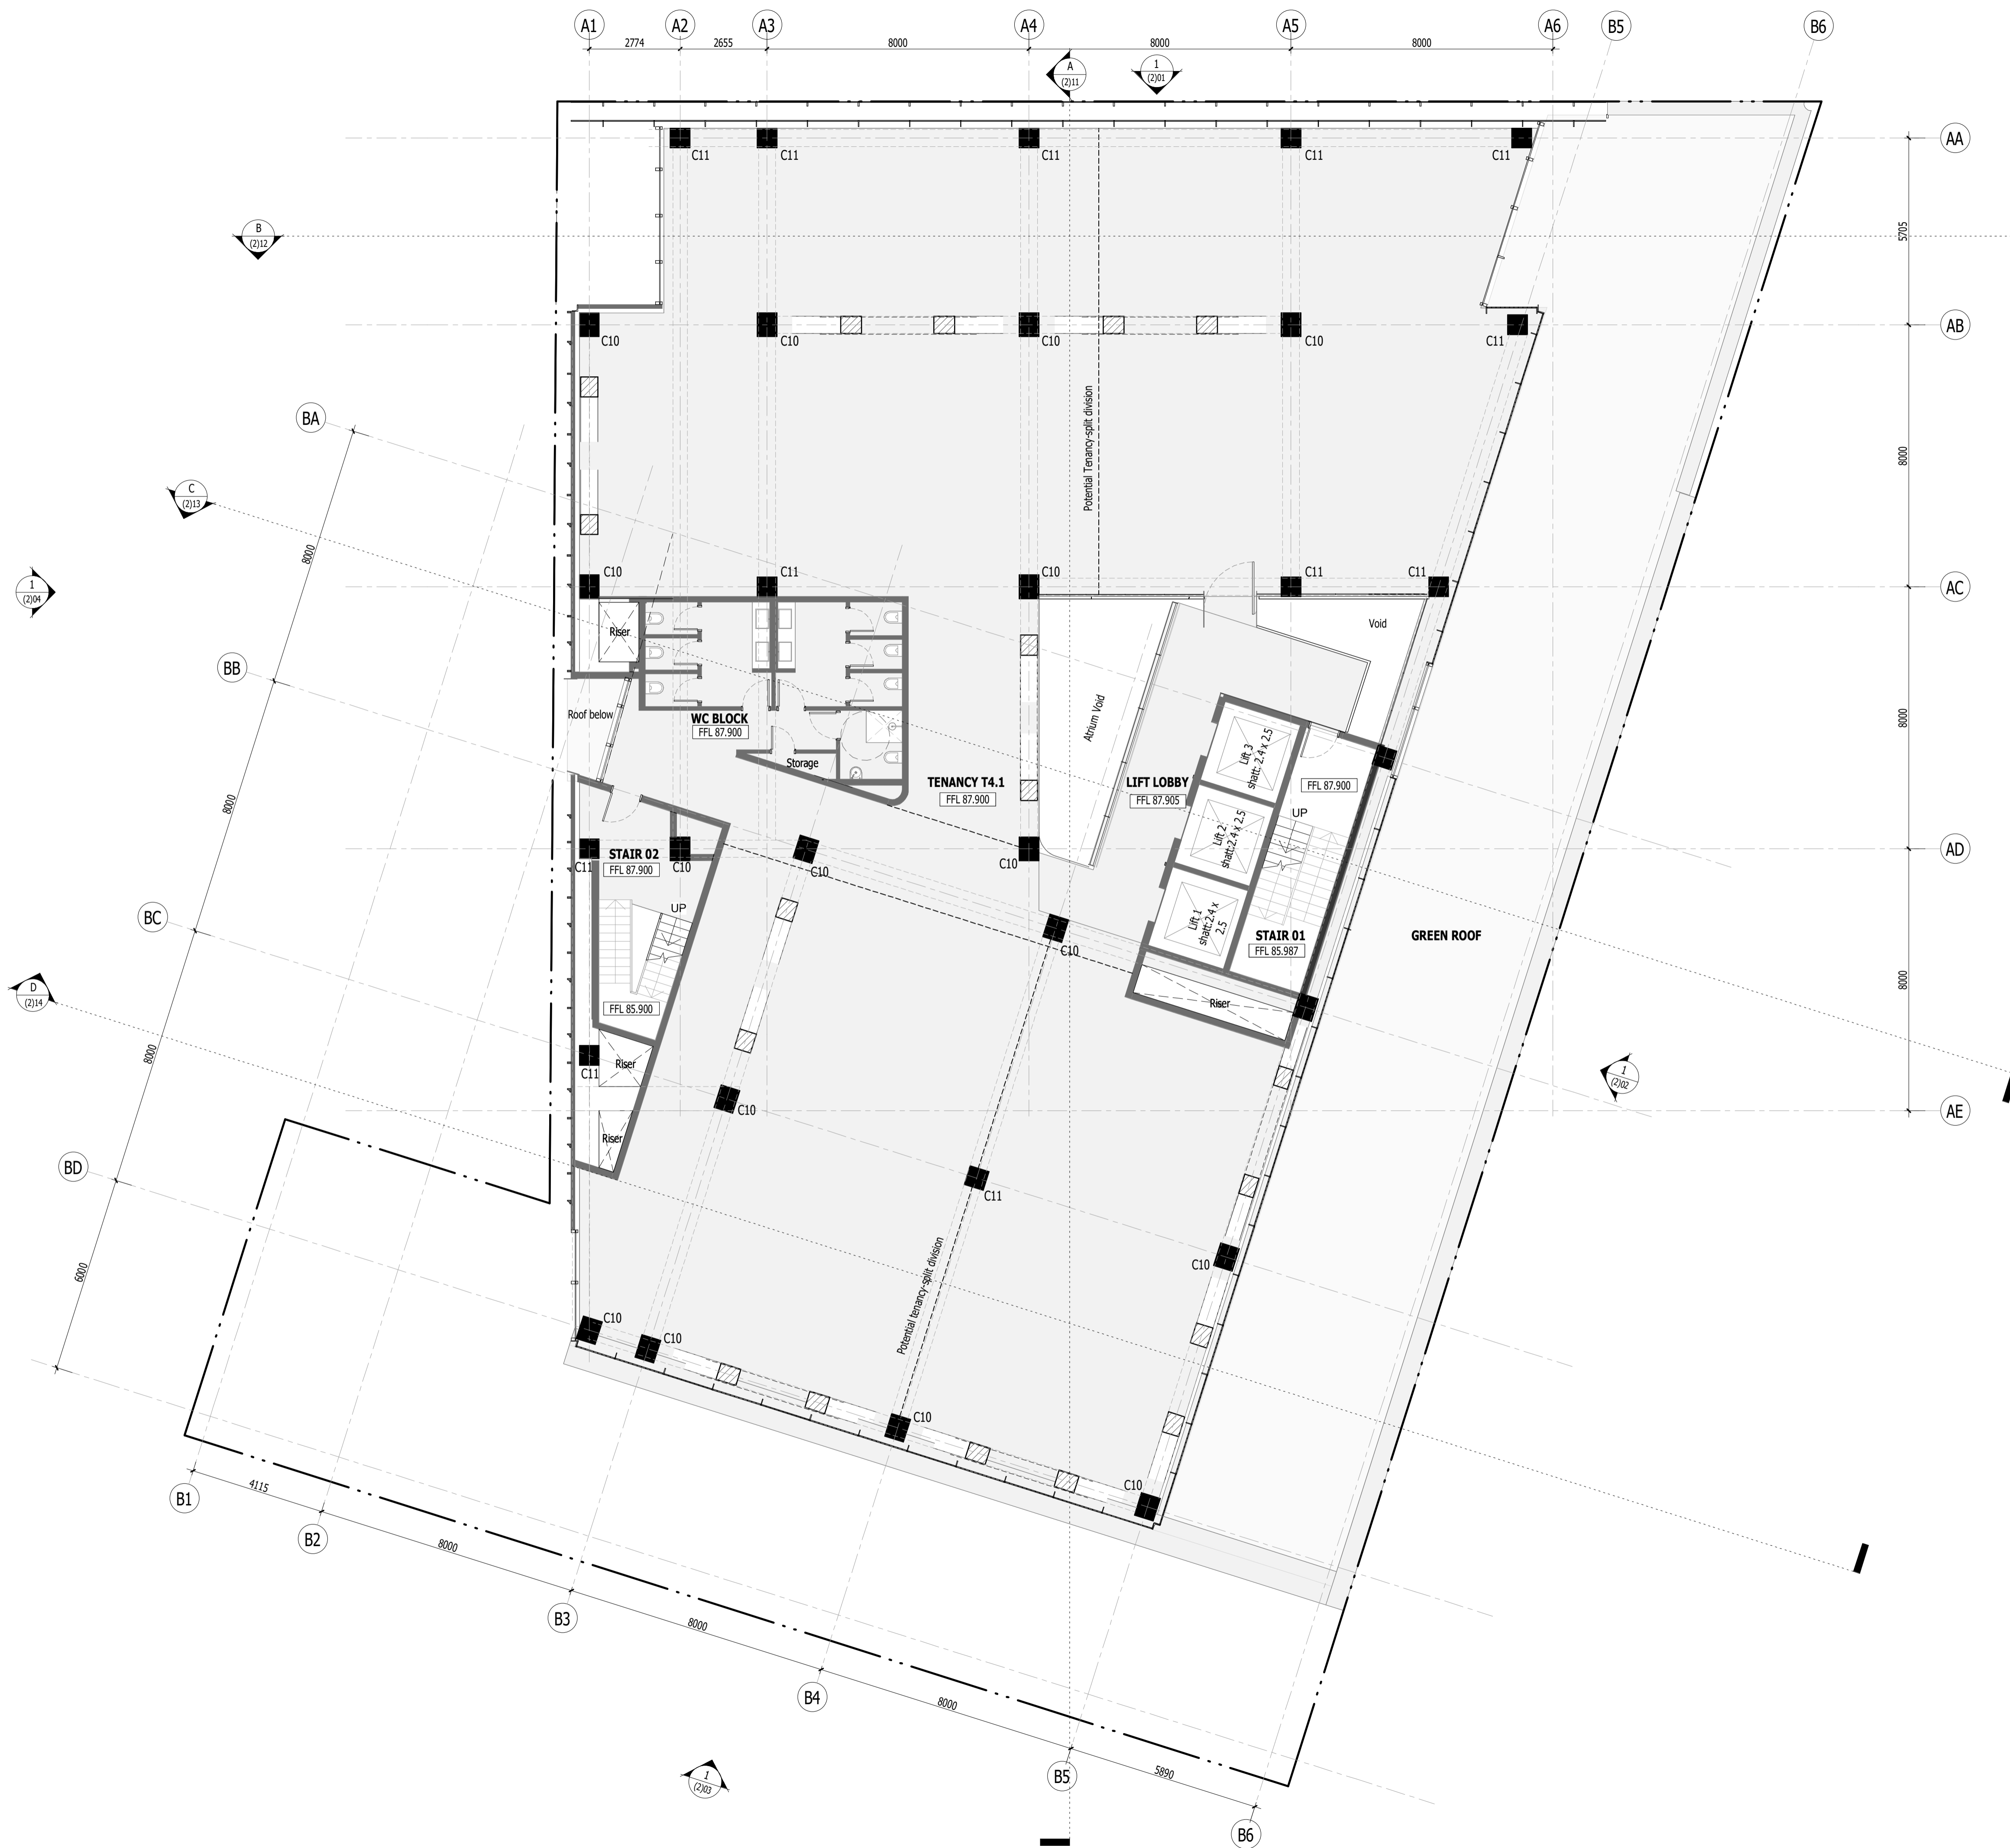 A1
A2
A3
A4
A5
A6
B5
B6
2774
2655
8000
8000
8000
A
(2)11
1
(2)01
AA
C11
C11
C11
C11
C11
5705
B
(2)12
AB
C10
C10
C10
C10
C11
Potential Tenancy-split division
BA
8000
C
(2)13
8000
1
(2)04
C10
C11
C10
C11
C11
AC
Riser
Void
BB
Roof below
WC BLOCK
FFL 87.900
Atrium Void
8000
Storage
TENANCY T4.1
FFL 87.900
LIFT LOBBY
FFL 87.905
Lift 3
shatt: 2.4 x 2.5
FFL 87.900
UP
8000
Lift 2
shatt:2.4 x 2.5
STAIR 02
FFL 87.900
C11
C10
C10
C10
AD
UP
BC
Lift 1
shatt:2.4 x
2.5
STAIR 01
FFL 85.987
GREEN ROOF
C10
8000
D
(2)14
FFL 85.900
Riser
8000
Riser
C11
1
(2)02
C10
AE
Riser
BD
C11
6000
C10
Potential tenancy-split division
C10
C10
C10
C10
B1
4115
B2
8000
B3
8000
B4
8000
B5
5890
B6
1
(2)03